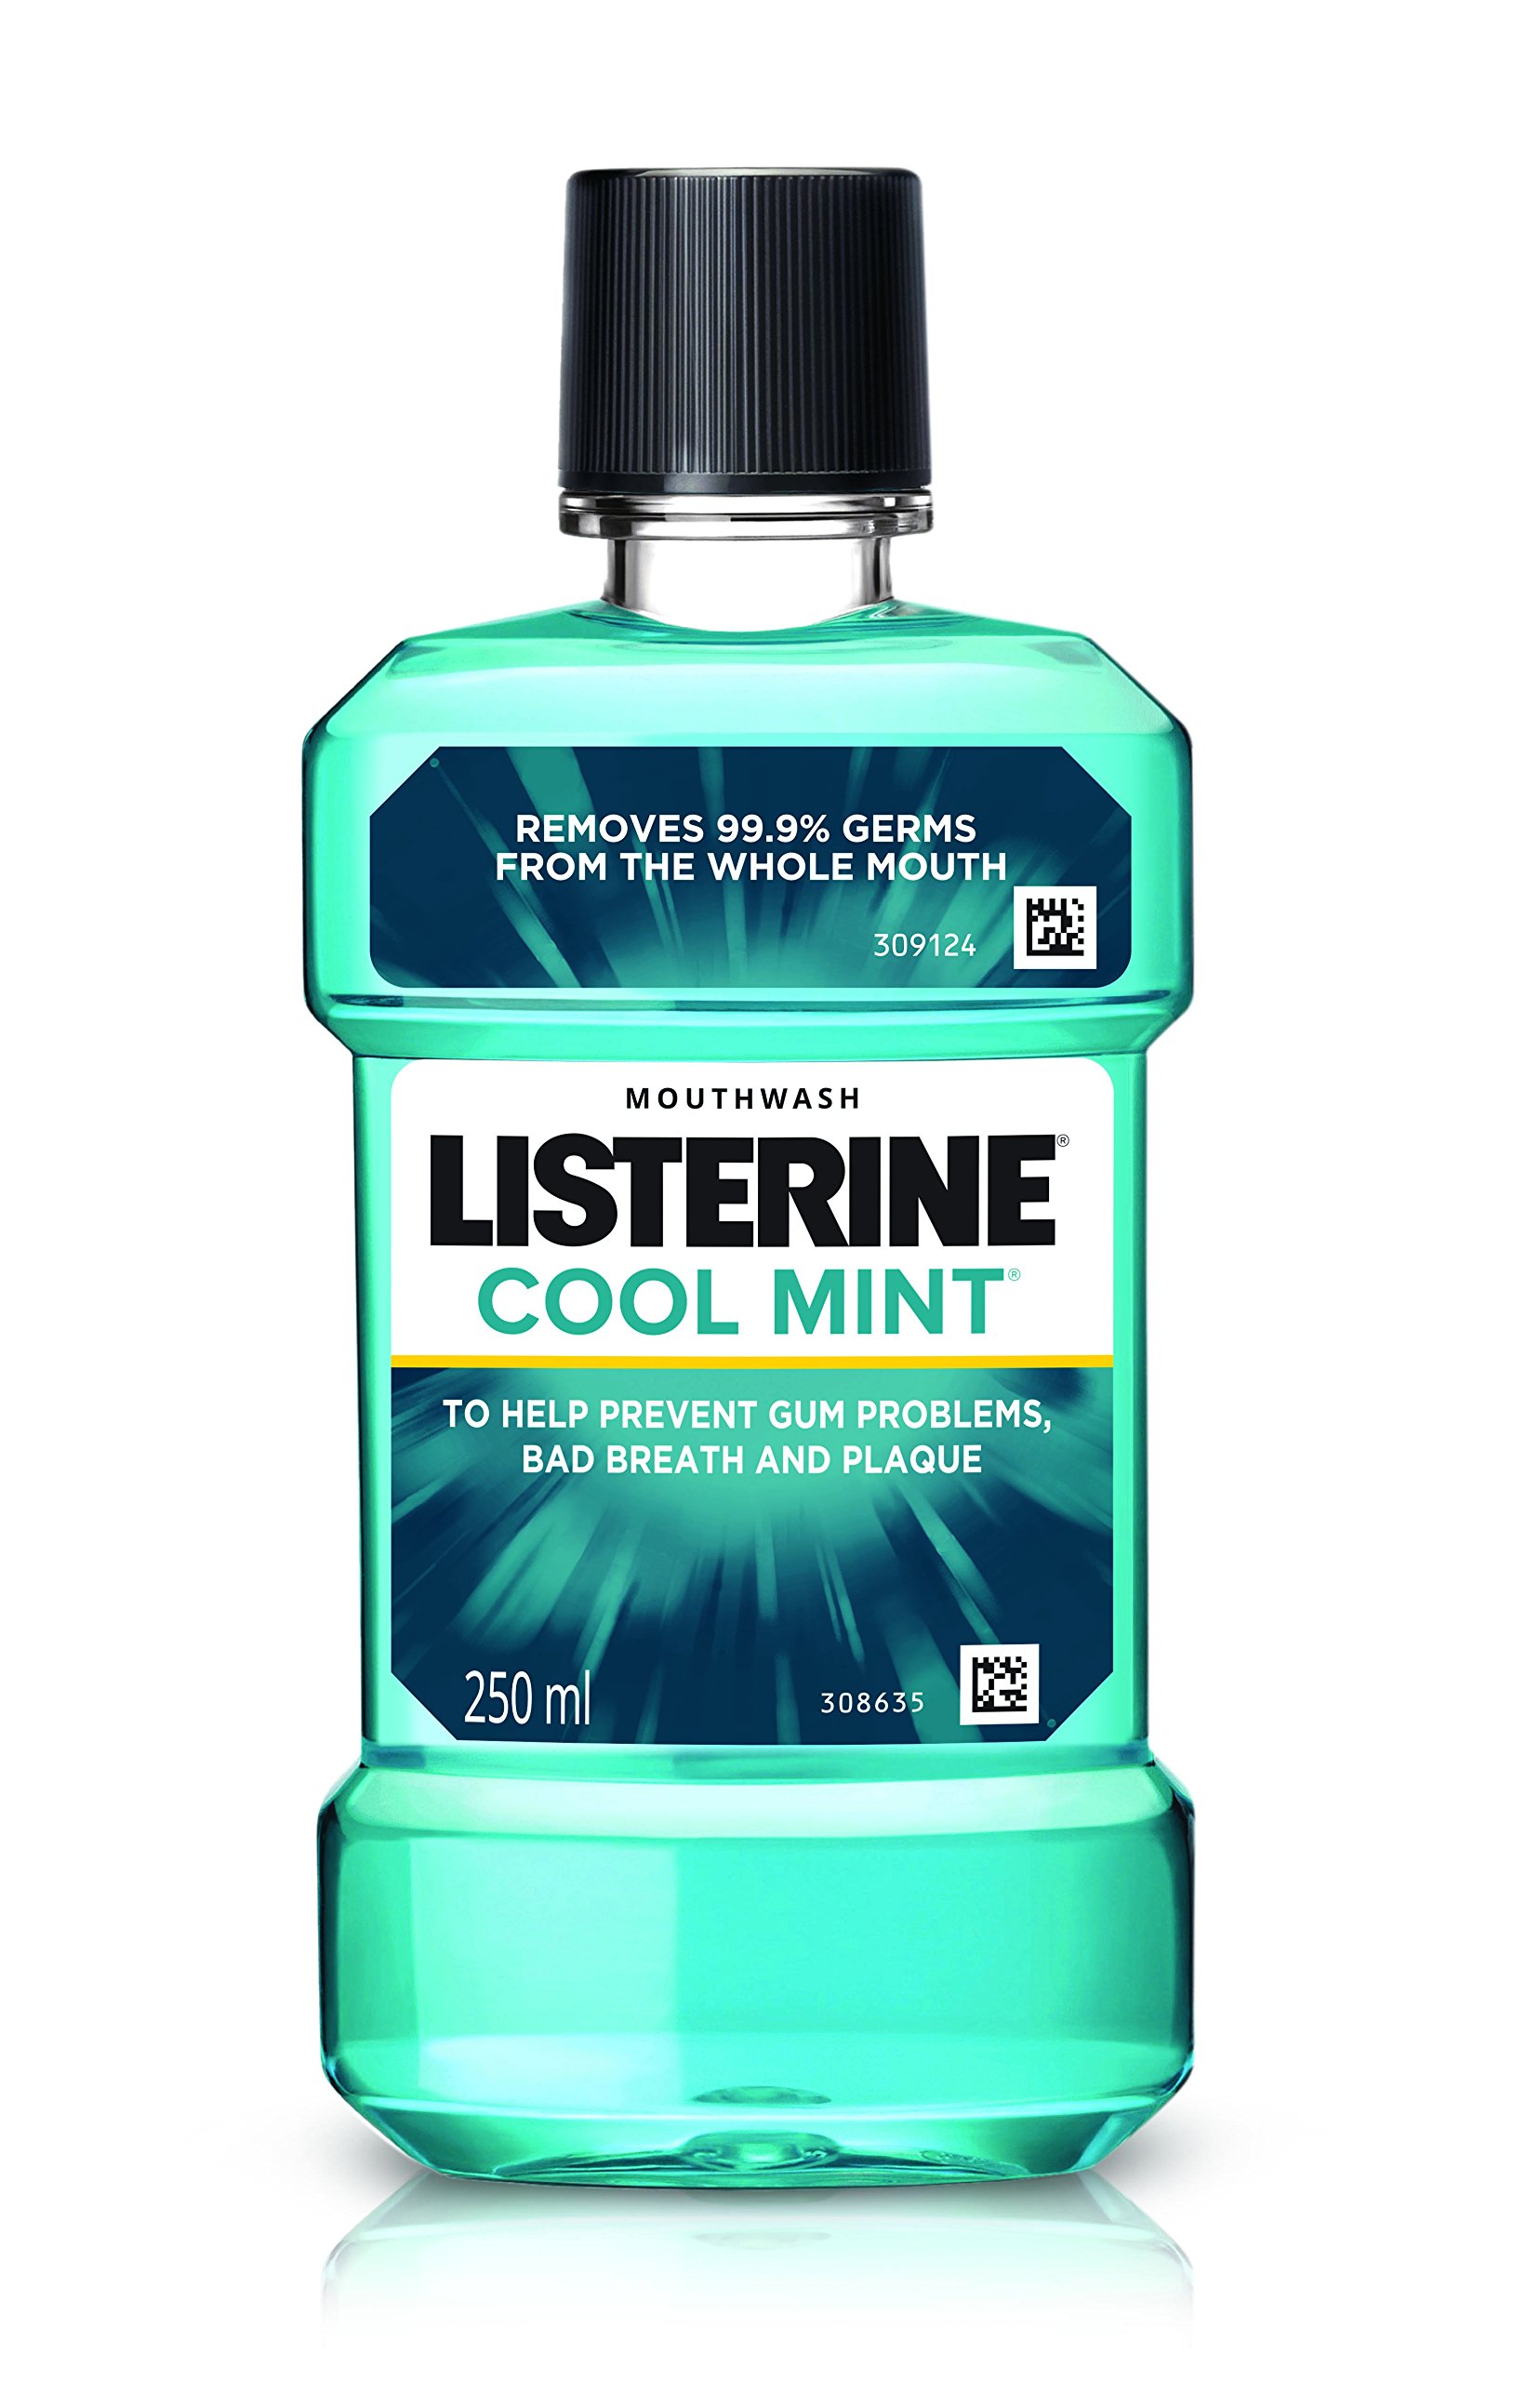 REMOVES 99.9% GERMS
FROM THE WHOLE MOUTH
309124
MOUTHWASH
LISTERINE®
COOL MINT®
TO HELP PREVENT GUM PROBLEMS,
BAD BREATH AND PLAQUE
250 ml
308635